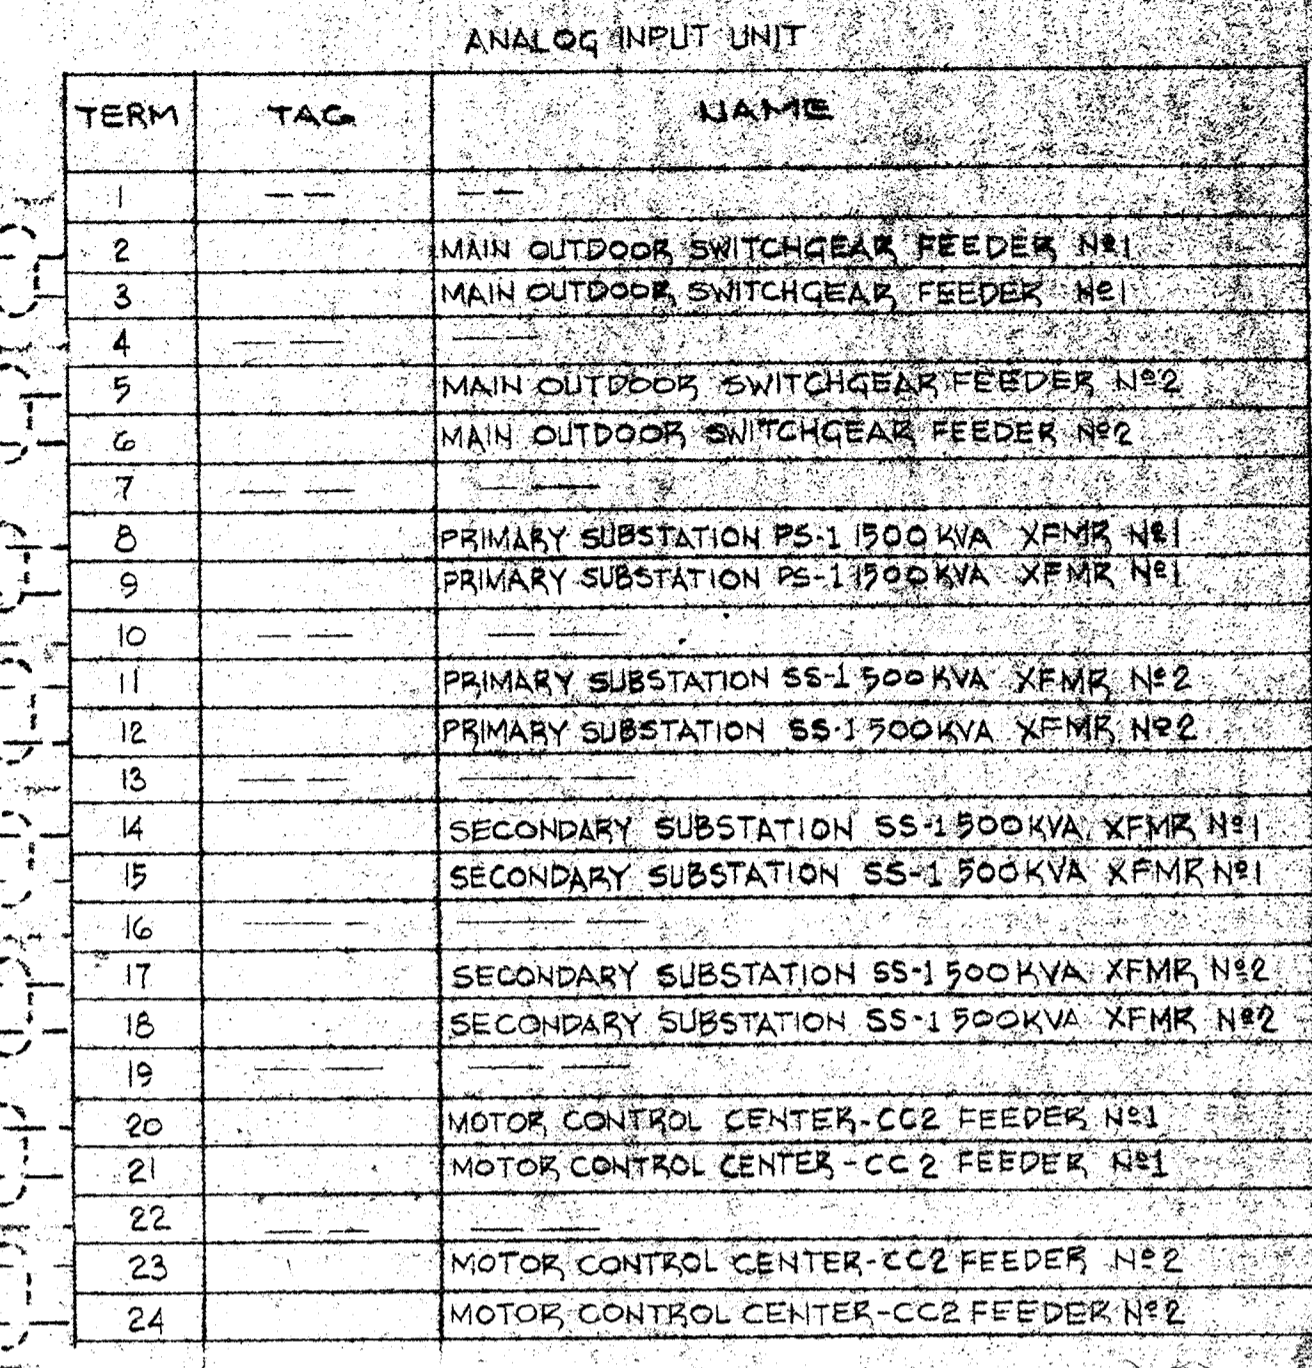 ANALOG INPUT UNIT
TERM TAG NAME
1 — — — —
2 MAIN OUTDOOR SWITCHGEAR FEEDER Nº1
3 MAIN OUTDOOR SWITCHGEAR FEEDER Nº1
4 — — — —
5 MAIN OUTDOOR SWITCHGEAR FEEDER Nº2
6 MAIN OUTDOOR SWITCHGEAR FEEDER Nº2
7 — — — —
8 PRIMARY SUBSTATION PS-1 1500 KVA XFMR Nº1
9 PRIMARY SUBSTATION PS-1 1500 KVA XFMR Nº1
10 — — — —
11 PRIMARY SUBSTATION SS-1 500 KVA XFMR Nº2
12 PRIMARY SUBSTATION SS-1 500 KVA XFMR Nº2
13 — — — —
14 SECONDARY SUBSTATION SS-1 500 KVA XFMR Nº1
15 SECONDARY SUBSTATION SS-1 500 KVA XFMR Nº1
16 — — — —
17 SECONDARY SUBSTATION SS-1 500 KVA XFMR Nº2
18 SECONDARY SUBSTATION SS-1 500 KVA XFMR Nº2
19 — — — —
20 MOTOR CONTROL CENTER-CC2 FEEDER Nº1
21 MOTOR CONTROL CENTER-CC2 FEEDER Nº1
22 — — — —
23 MOTOR CONTROL CENTER-CC2 FEEDER Nº2
24 MOTOR CONTROL CENTER-CC2 FEEDER Nº2